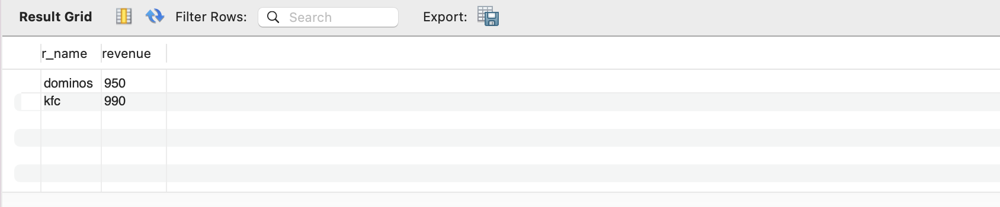 Result Grid Filter Rows: Search Export:
r_name revenue
dominos 950
kfc 990